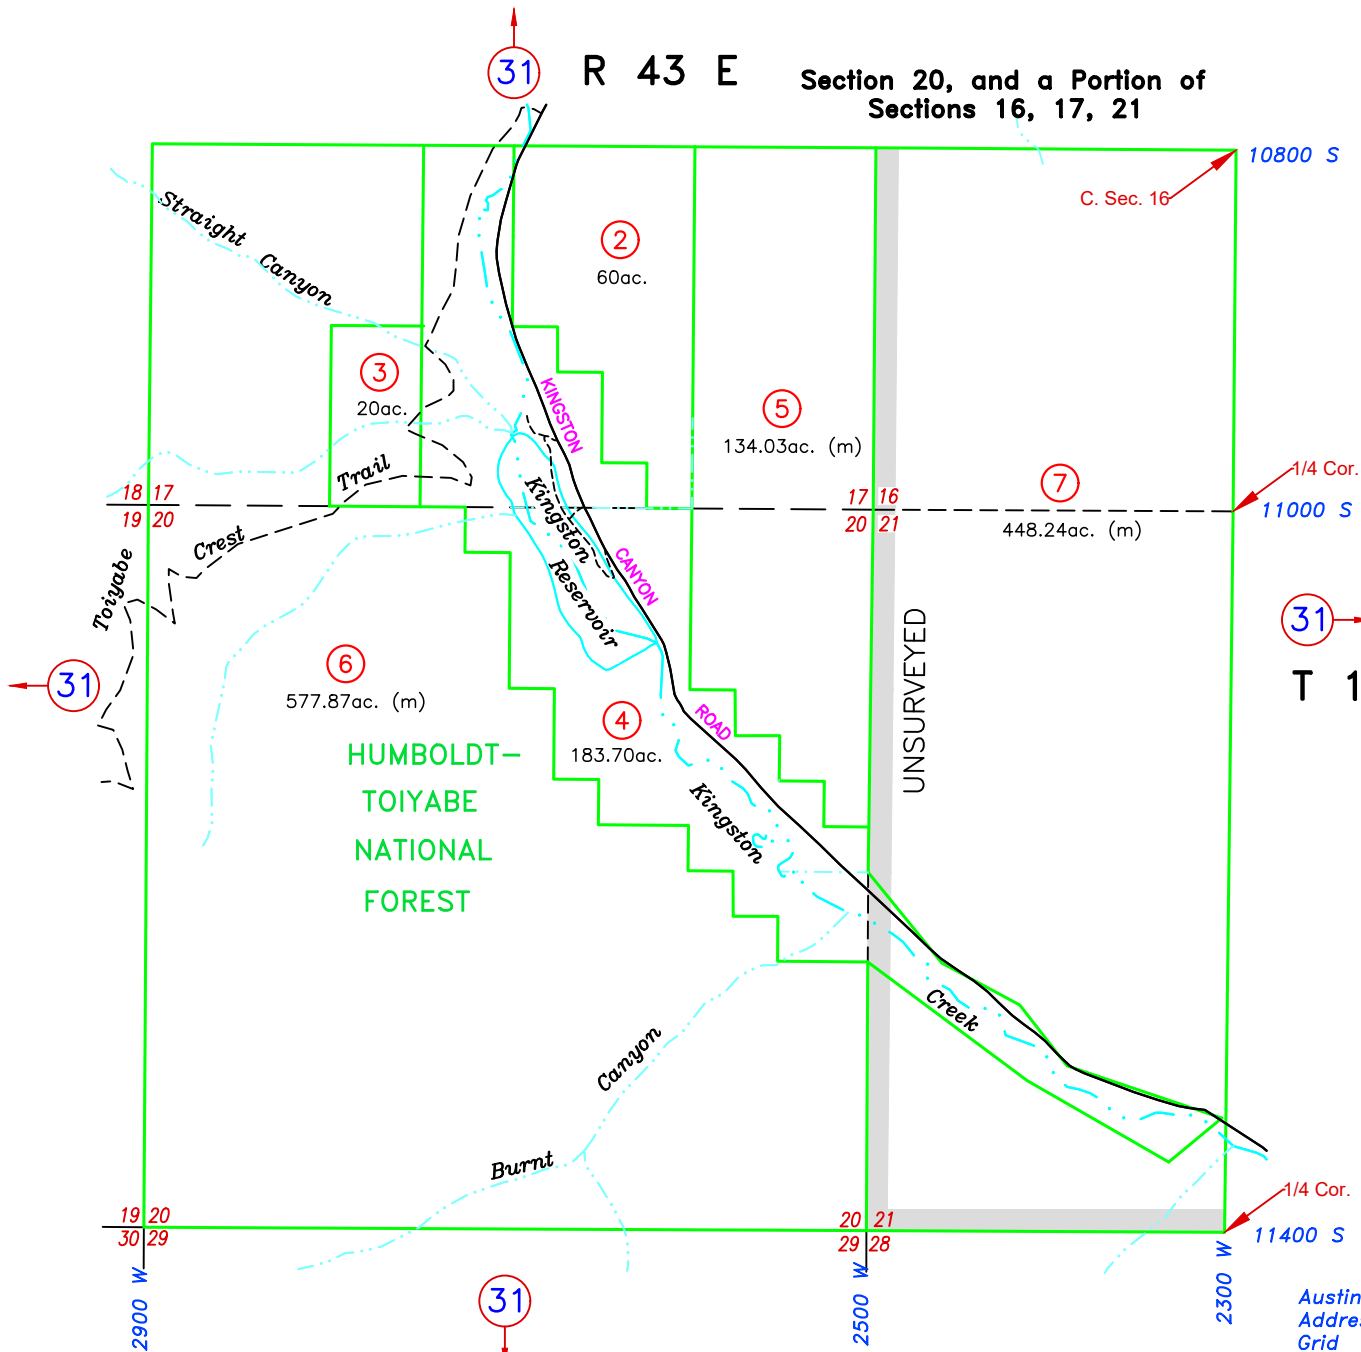 31
R 43 E
Section 20, and a Portion of
Sections 16, 17, 21
10800 S
C. Sec. 16
Straight Canyon
2
60ac.
3
20ac.
KINGSTON CANYON ROAD
5
134.03ac. (m)
7
448.24ac. (m)
1/4 Cor.
11000 S
18 17
19 20
17 16
20 21
Toiyabe Crest Trail
Kingston Reservoir
31
T 1
31
6
577.87ac. (m)
4
183.70ac.
UNSURVEYED
HUMBOLDT-
TOIYABE
NATIONAL
FOREST
Kingston Creek
Burnt Canyon
1/4 Cor.
19 20
30 29
20 21
29 28
11400 S
2900 W
31
2500 W
2300 W
Austin
Addres
Grid